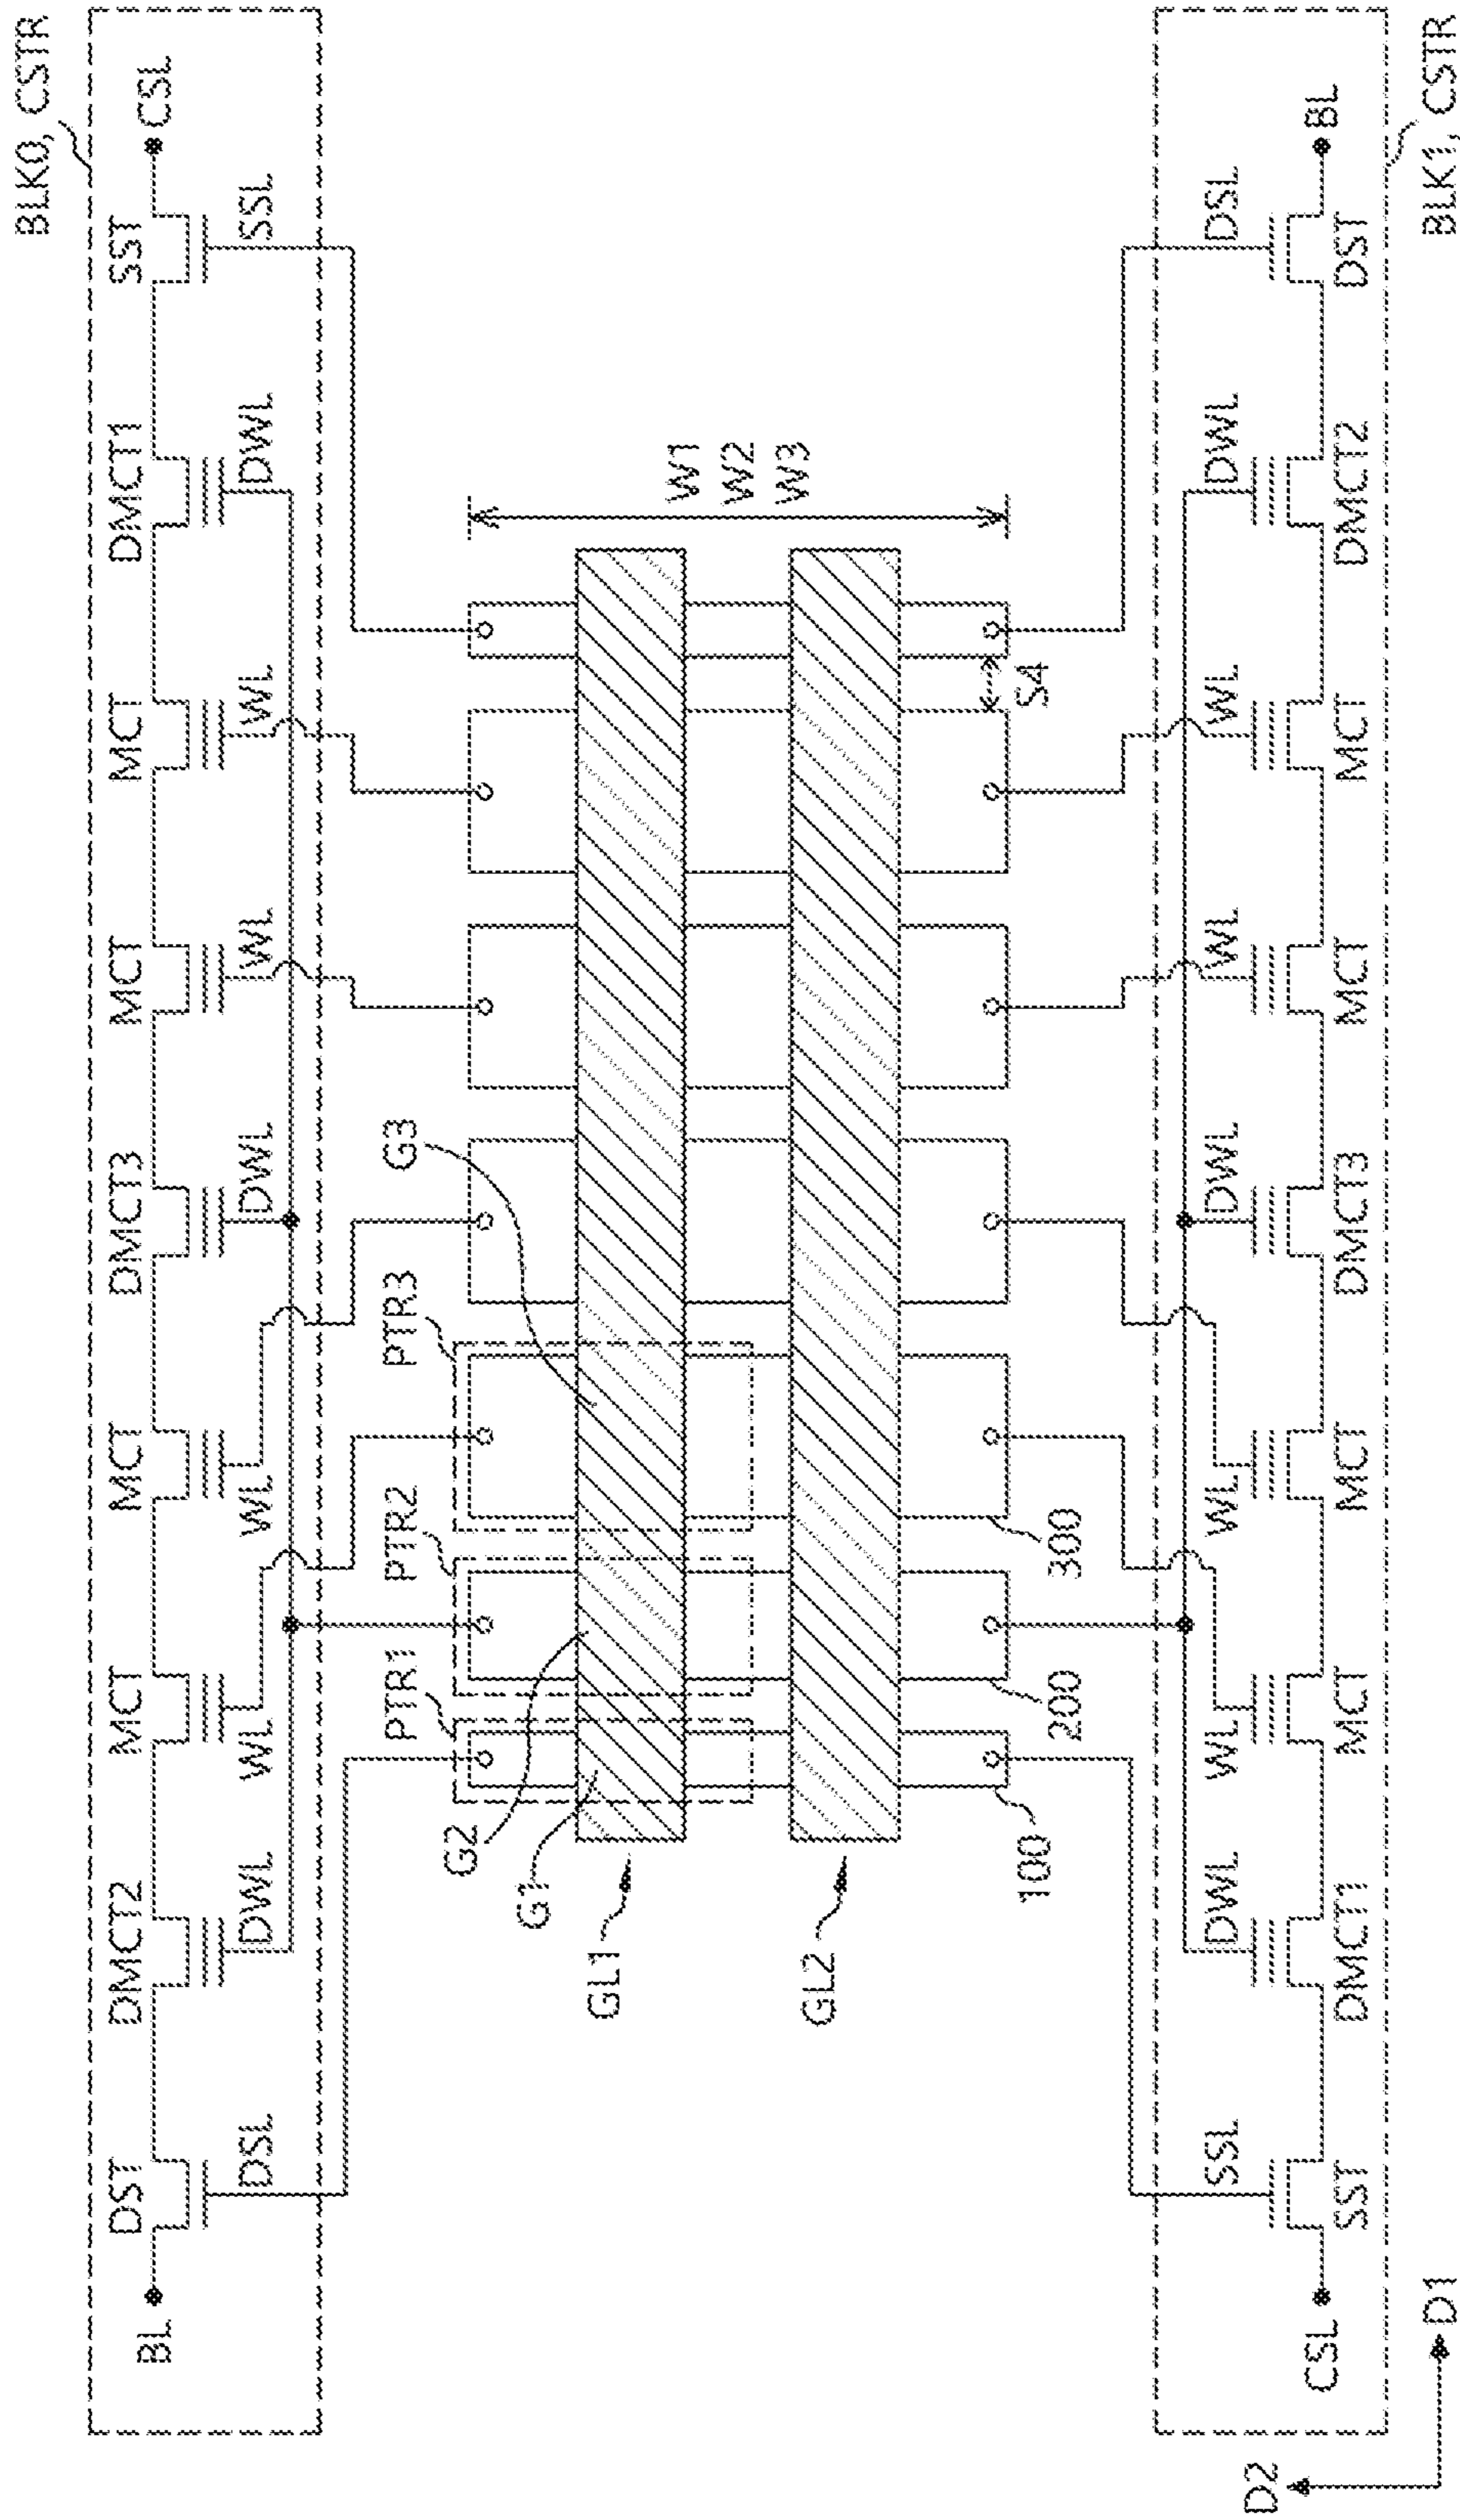 BLK0, CSTR
DST DMCT2 MCT MCT DMCT3 MCT MCT DMCT1 SST
BL CSL
DSL DWL WL WL DWL WL WL DWL SSL
PTR1 PTR2 PTR3 G3
G2
G1
GL1
W1
W2
W3
GL2
100 S4
200 300
SSL DWL WL WL DWL WL WL DWL DSL
CSL BL
SST DMCT1 MCT MCT DMCT3 MCT MCT DMCT2 DST
BLK1, CSTR
D2
D1